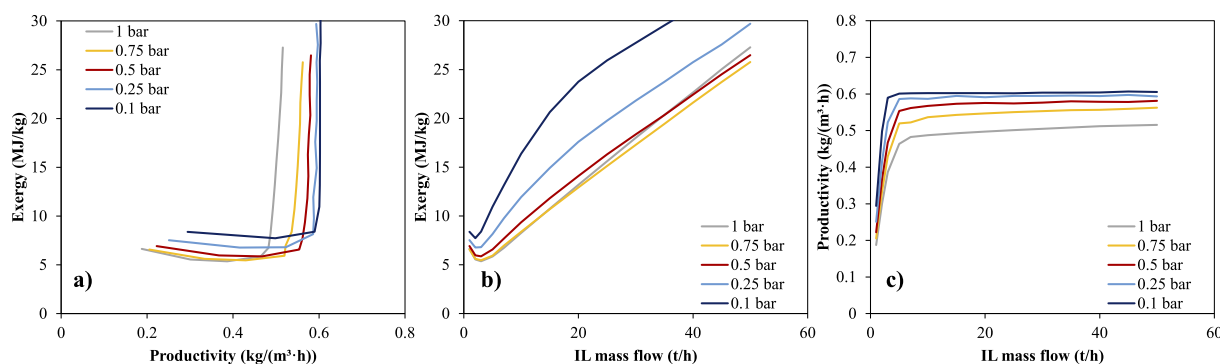 30
25
20
15
10
5
0
Exergy (MJ/kg)
1 bar
0.75 bar
0.5 bar
0.25 bar
0.1 bar
a)
0 0.2 0.4 0.6 0.8
Productivity (kg/(m³·h))
30
25
20
15
10
5
0
Exergy (MJ/kg)
1 bar
0.75 bar
0.5 bar
0.25 bar
0.1 bar
b)
0 20 40 60
IL mass flow (t/h)
0.8
0.7
0.6
0.5
0.4
0.3
0.2
0.1
0
Productivity (kg/(m³·h))
1 bar
0.75 bar
0.5 bar
0.25 bar
0.1 bar
c)
0 20 40 60
IL mass flow (t/h)